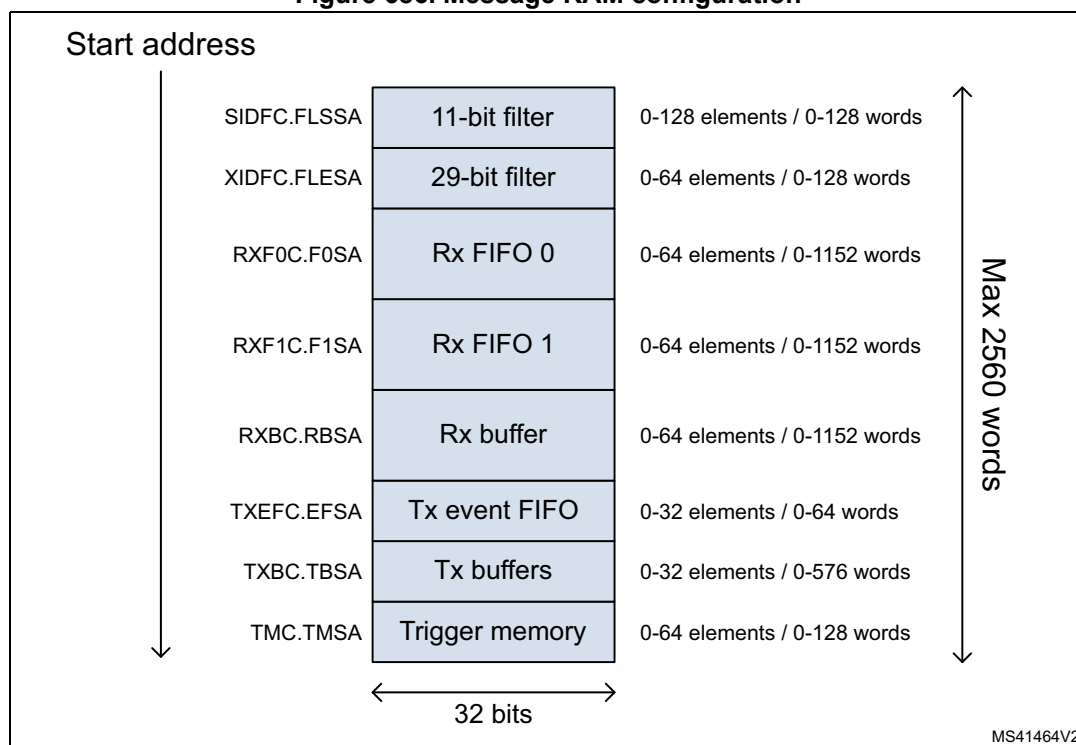 Figure 686. Message RAM configuration
Start address
SIDFC.FLSSA 11-bit filter 0-128 elements / 0-128 words
XIDFC.FLESA 29-bit filter 0-64 elements / 0-128 words
RXF0C.F0SA Rx FIFO 0 0-64 elements / 0-1152 words
RXF1C.F1SA Rx FIFO 1 0-64 elements / 0-1152 words
RXBC.RBSA Rx buffer 0-64 elements / 0-1152 words
TXEFC.EFSA Tx event FIFO 0-32 elements / 0-64 words
TXBC.TBSA Tx buffers 0-32 elements / 0-576 words
TMC.TMSA Trigger memory 0-64 elements / 0-128 words
Max 2560 words
32 bits
MS41464V2